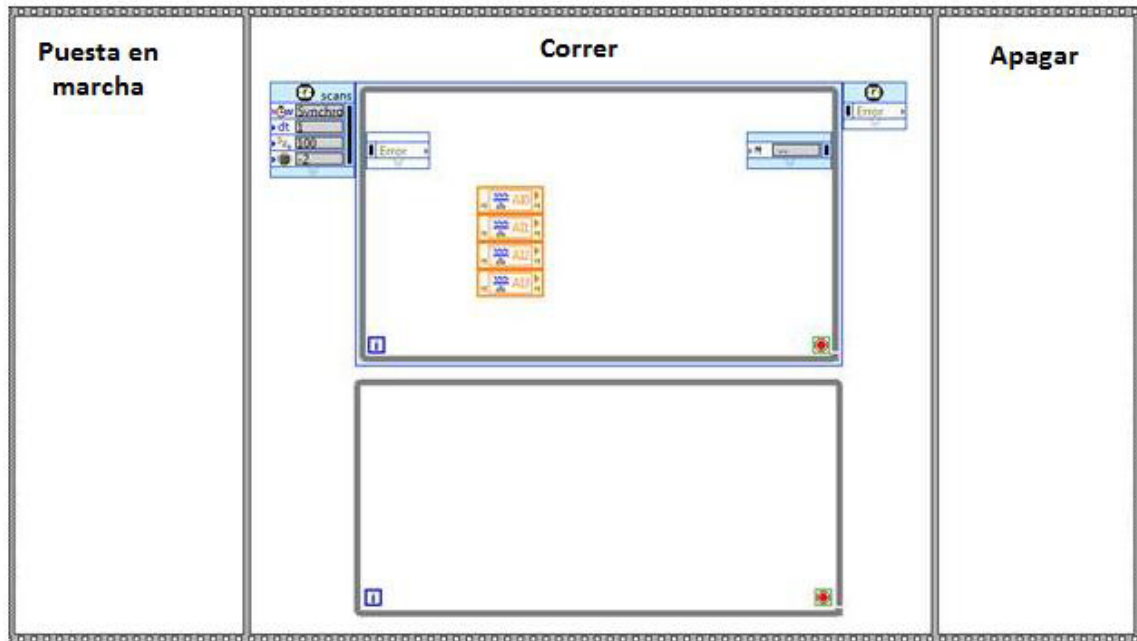 Puesta en
marcha
Correr
Apagar
scans
Synchro
dt 1
100
-2
Error
Error
AI0
AI1
AI2
AI3
i
i